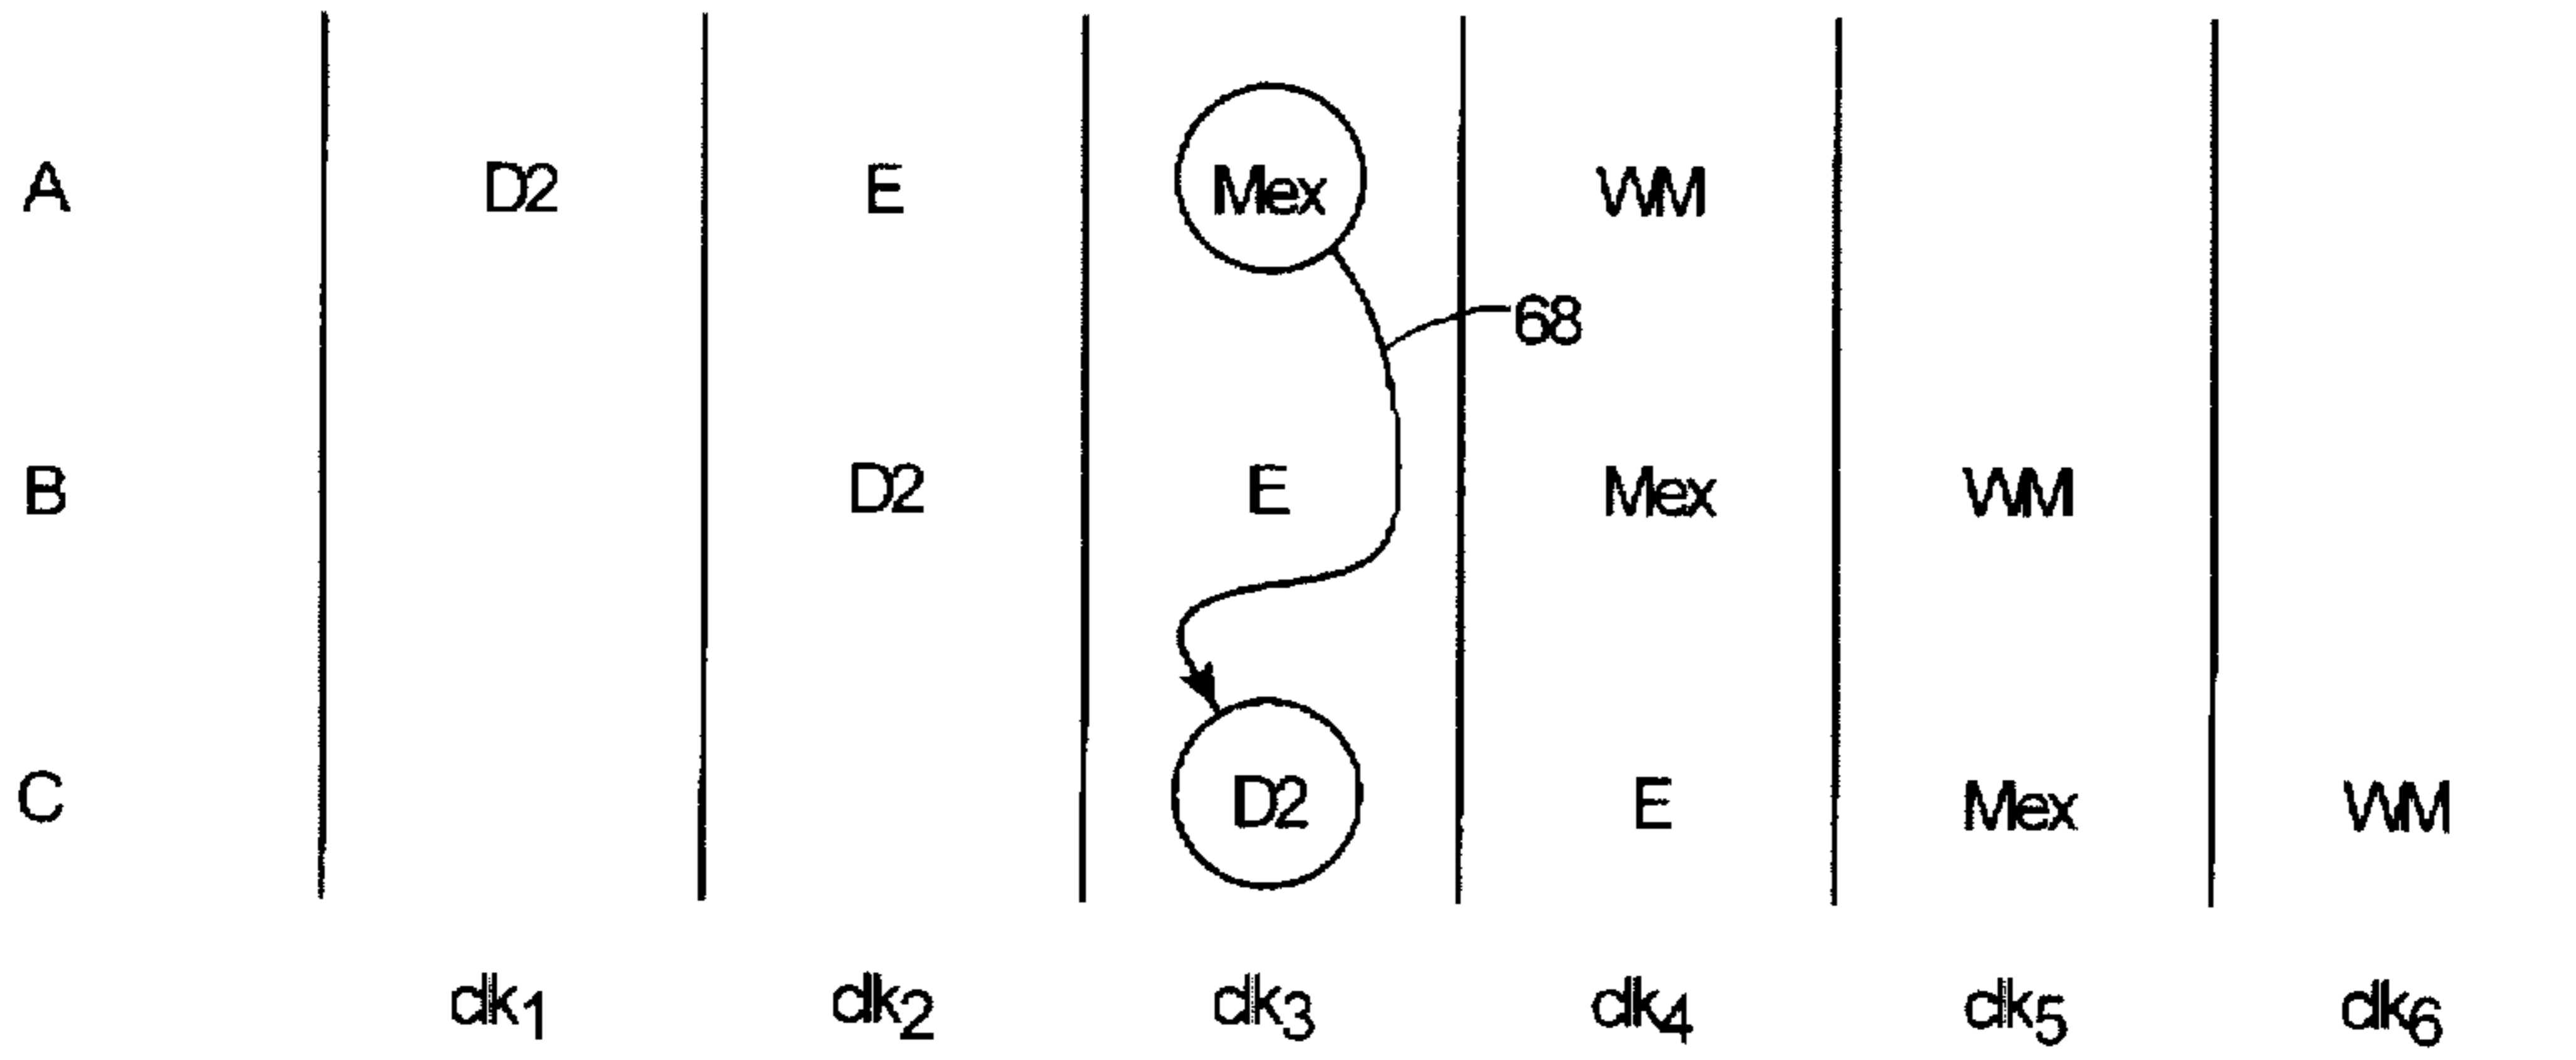 A D2 E Mex WM
68
B D2 E Mex WM
C D2 E Mex WM
clk1 clk2 clk3 clk4 clk5 clk6